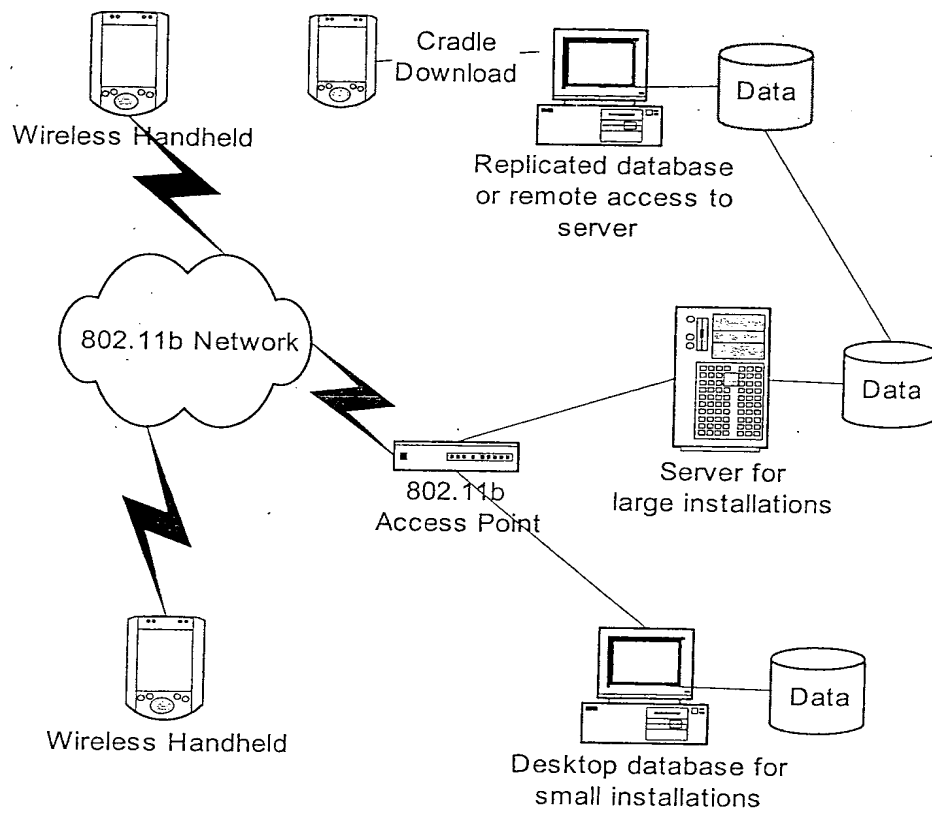 Cradle
Download
Data
Wireless Handheld
Replicated database
or remote access to
server
802.11b Network
Data
Server for
large installations
802.11b
Access Point
Wireless Handheld
Data
Desktop database for
small installations